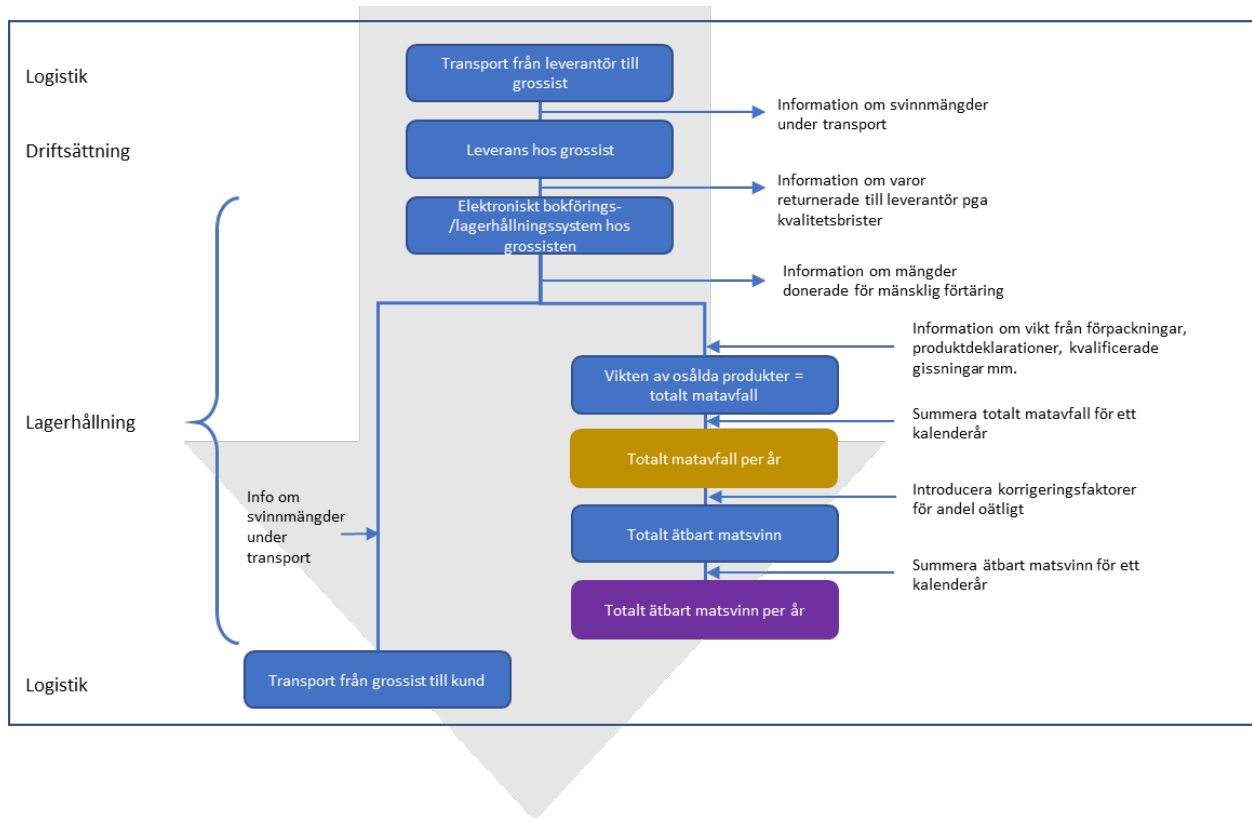 Logistik
Transport från leverantör till
grossist
Information om svinnmängder
under transport
Driftsättning
Leverans hos grossist
Information om varor
returnerade till leverantör pga
kvalitetsbrister
Elektroniskt bokförings-
/lagerhållningssystem hos
grossisten
Information om mängder
donerade för mänsklig förtäring
Information om vikt från förpackningar,
produktdeklarationer, kvalificerade
gissningar mm.
Vikten av osålda produkter =
totalt matavfall
Lagerhållning
Summera totalt matavfall för ett
kalenderår
Totalt matavfall per år
Info om
svinnmängder
under
transport
Introducera korrigeringsfaktorer
för andel oätligt
Totalt ätbart matsvinn
Summera ätbart matsvinn för ett
kalenderår
Totalt ätbart matsvinn per år
Logistik
Transport från grossist till kund